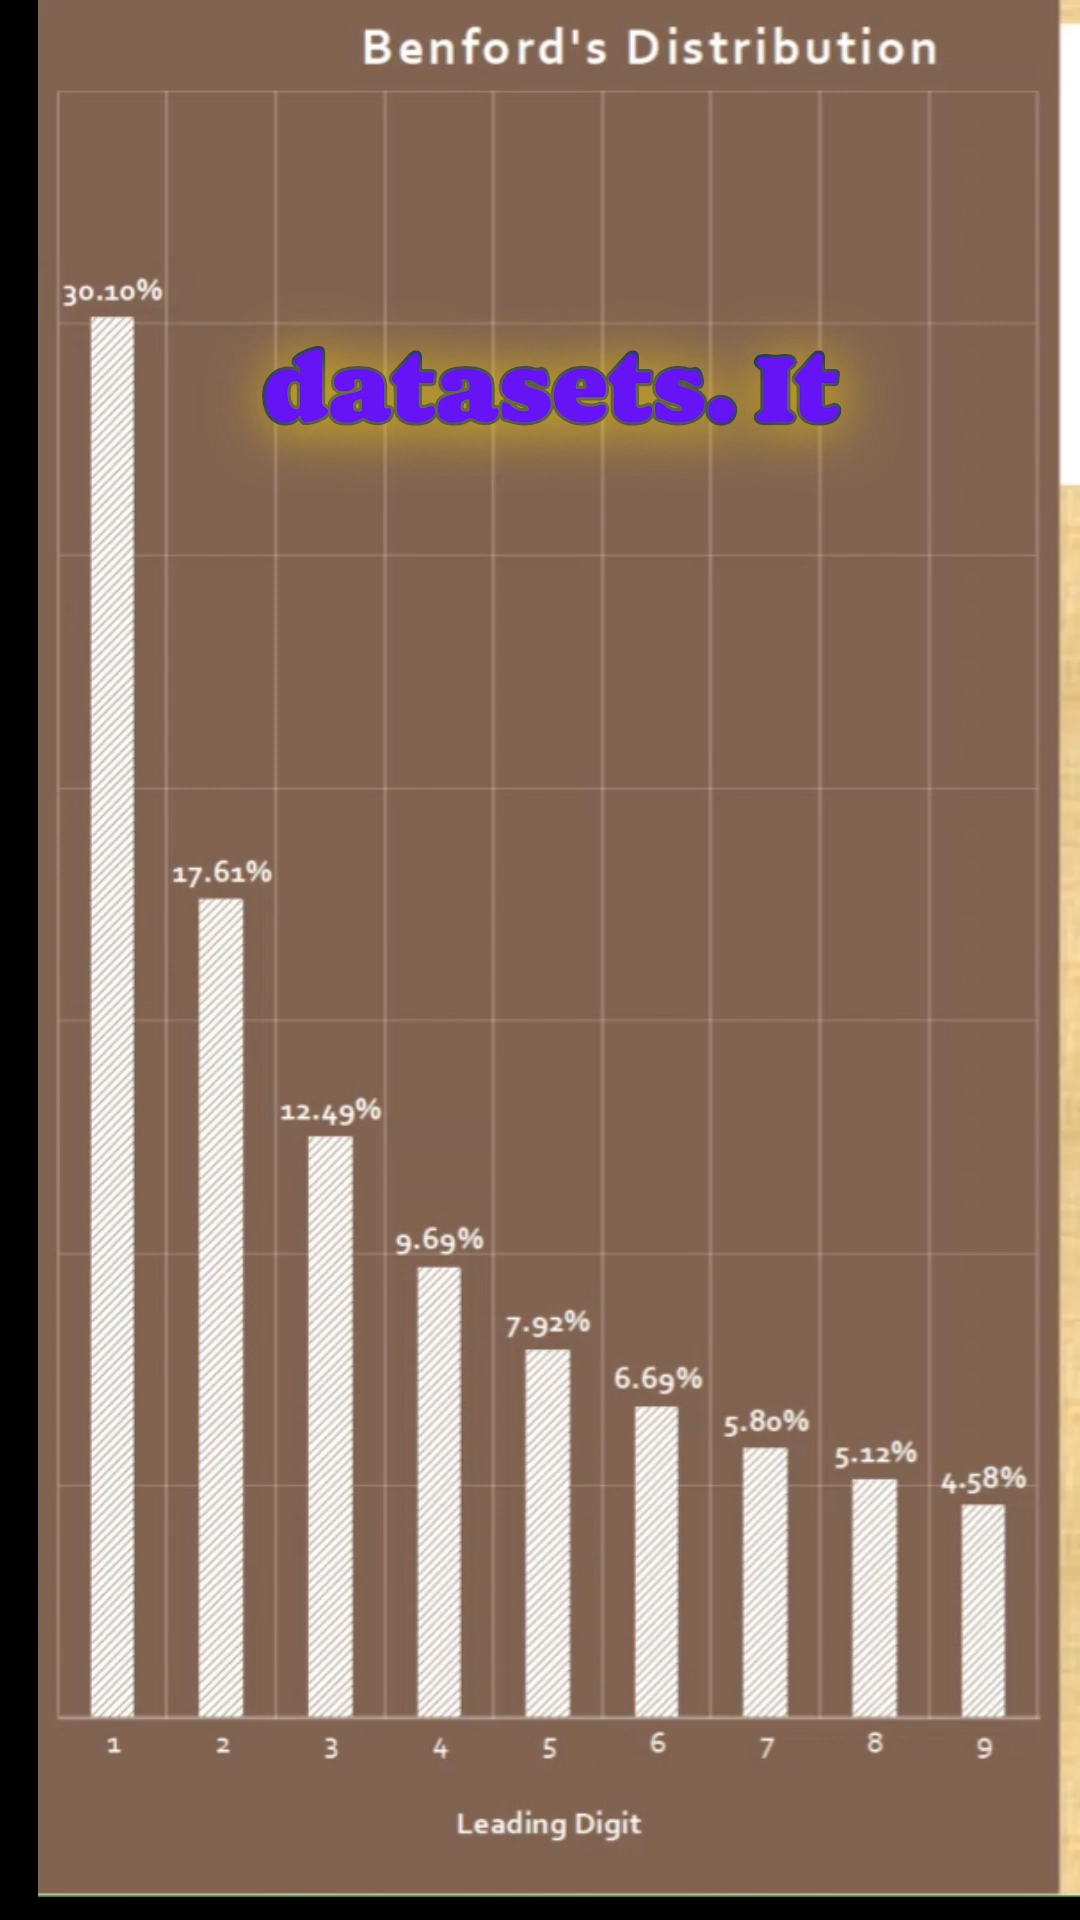 Benford's Distribution
30.10%
datasets. It
17.61%
12.49%
9.69%
7.92%
6.69%
5.80%
5.12%
4.58%
1 2 3 4 5 6 7 8 9
Leading Digit